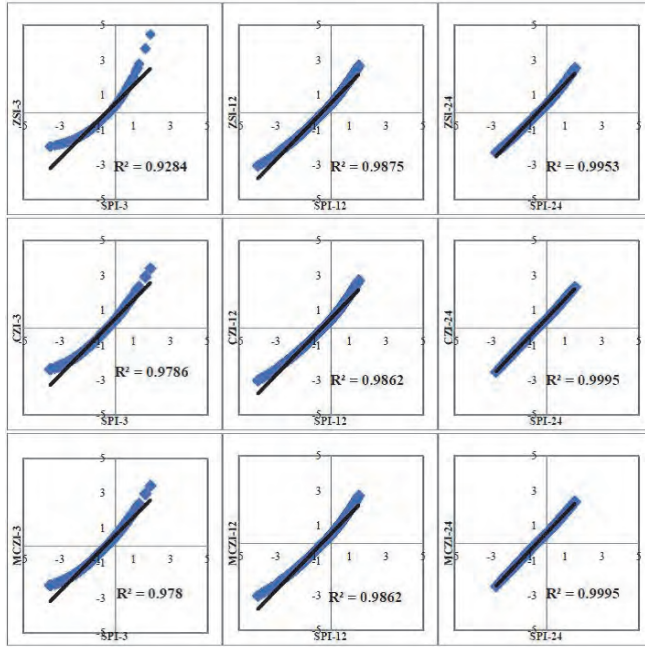 5
3
1
-5 -3 -1 1 3 5
-3
-5
ZSI-3
R² = 0.9284
SPI-3
5
3
1
-5 -3 -1 1 3 5
-3
-5
ZSI-12
R² = 0.9875
SPI-12
5
3
1
-5 -3 -1 1 3 5
-3
-5
ZSI-24
R² = 0.9953
SPI-24
5
3
1
-5 -3 -1 1 3 5
-3
-5
CZI-3
R² = 0.9786
SPI-3
5
3
1
-5 -3 -1 1 3 5
-3
-5
CZI-12
R² = 0.9862
SPI-12
5
3
1
-5 -3 -1 1 3 5
-3
-5
CZI-24
R² = 0.9995
SPI-24
5
3
1
-5 -3 -1 1 3 5
-3
-5
MCZI-3
R² = 0.978
SPI-3
5
3
1
-5 -3 -1 1 3 5
-3
-5
MCZI-12
R² = 0.9862
SPI-12
5
3
1
-5 -3 -1 1 3 5
-3
-5
MCZI-24
R² = 0.9995
SPI-24